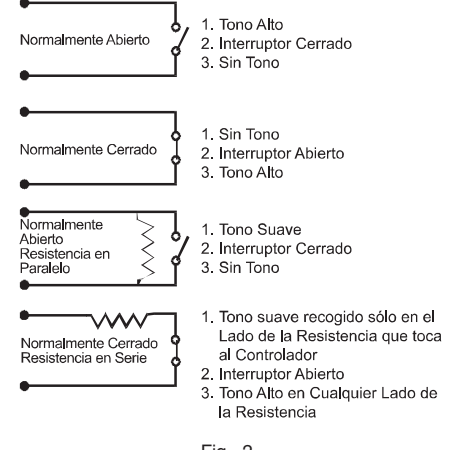 Normalmente Abierto
1. Tono Alto
2. Interruptor Cerrado
3. Sin Tono
Normalmente Cerrado
1. Sin Tono
2. Interruptor Abierto
3. Tono Alto
Normalmente
Abierto
Resistencia en
Paralelo
1. Tono Suave
2. Interruptor Cerrado
3. Sin Tono
Normalmente Cerrado
Resistencia en Serie
1. Tono suave recogido sólo en el
Lado de la Resistencia que toca
al Controlador
2. Interruptor Abierto
3. Tono Alto en Cualquier Lado de
la Resistencia